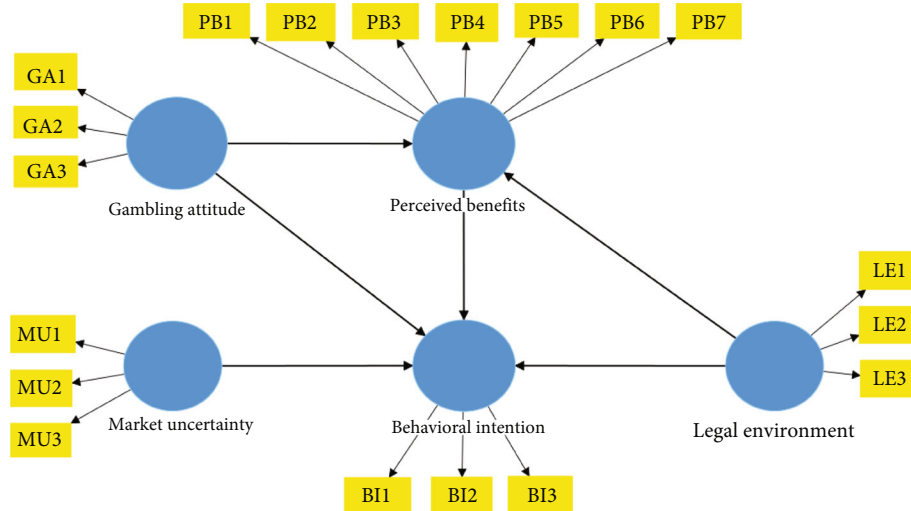 PB1
PB2
PB3
PB4
PB5
PB6
PB7
GA1
GA2
GA3
Gambling attitude
Perceived benefits
LE1
LE2
LE3
Legal environment
MU1
MU2
MU3
Market uncertainty
Behavioral intention
BI1
BI2
BI3